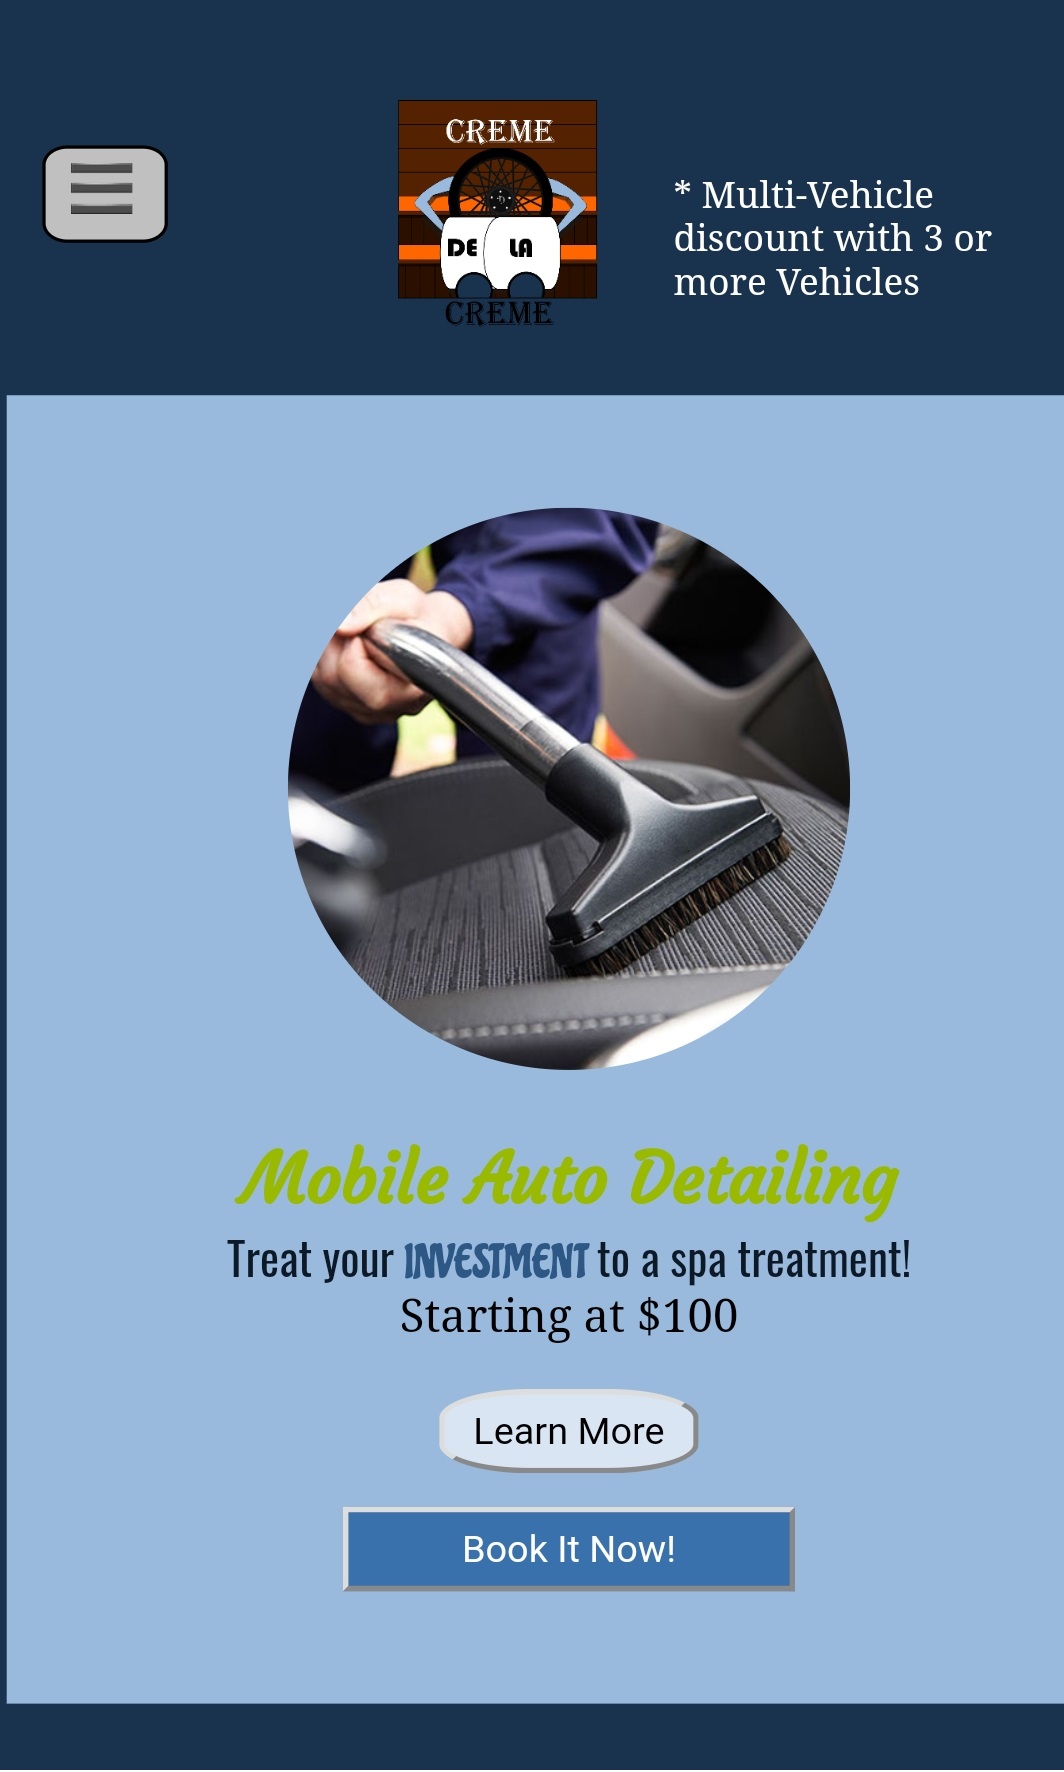 CREME
DE LA
CREME
* Multi-Vehicle
discount with 3 or
more Vehicles
Mobile Auto Detailing
Treat your INVESTMENT to a spa treatment!
Starting at $100
Learn More
Book It Now!